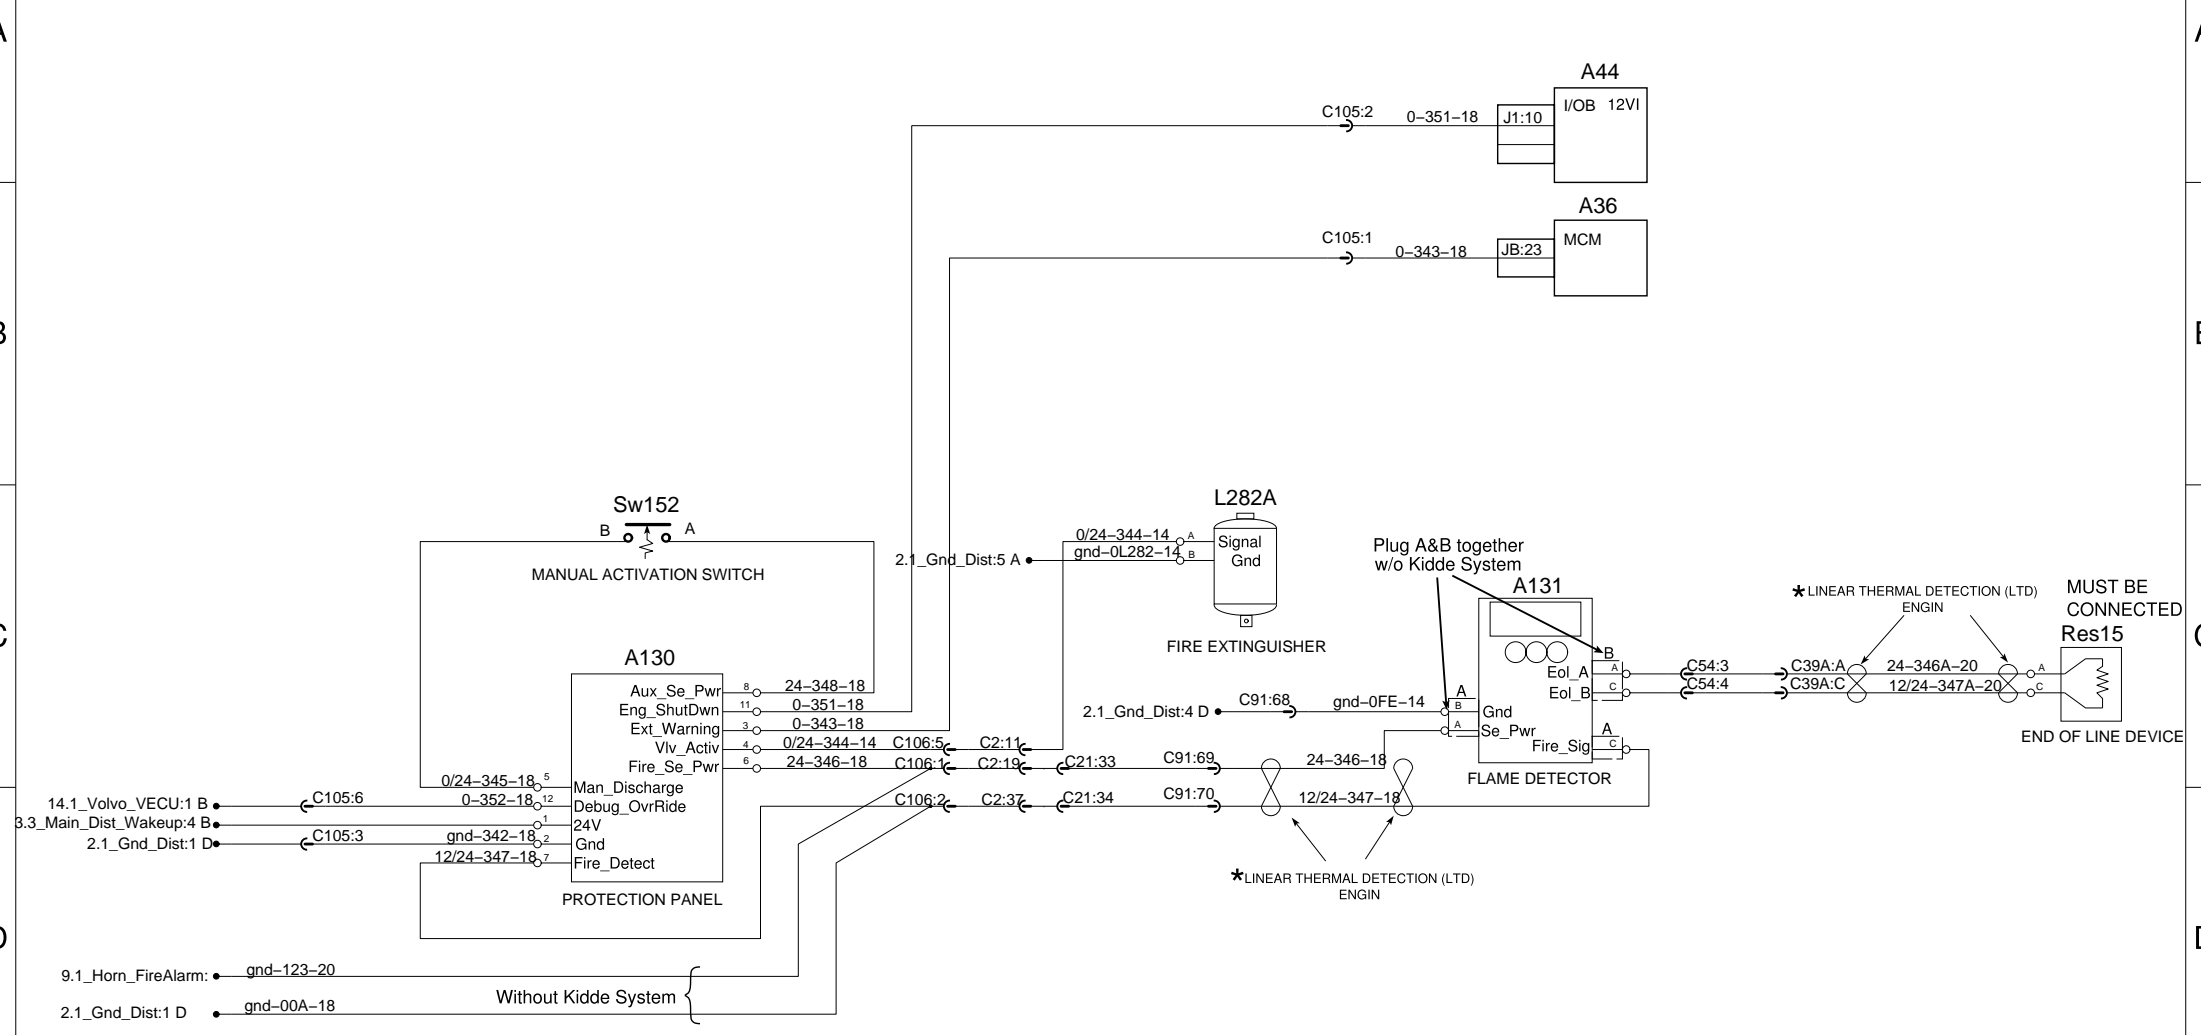 A
A
A44
I/OB 12VI
C105:2
0-351-18
J1:10
A36
MCM
C105:1
0-343-18
JB:23
B
Sw152
B
A
MANUAL ACTIVATION SWITCH
L282A
0/24-344-14
A
Signal
2.1_Gnd_Dist:5 A
gnd-0L282-14
B
Gnd
FIRE EXTINGUISHER
Plug A&B together
w/o Kidde System
A131
*LINEAR THERMAL DETECTION (LTD)
ENGIN
MUST BE
CONNECTED
Res15
C
B
Eol_A
A
C54:3
C39A:A
24-346A-20
A
Eol_B
C
C54:4
C39A:C
12/24-347A-20
C
END OF LINE DEVICE
2.1_Gnd_Dist:4 D
C91:68
gnd-0FE-14
A
B
Gnd
A
Se_Pwr
Fire_Sig
A
C
FLAME DETECTOR
A130
Aux_Se_Pwr
8
24-348-18
Eng_ShutDwn
11
0-351-18
Ext_Warning
3
0-343-18
Vlv_Activ
4
0/24-344-14
C106:5
C2:11
Fire_Se_Pwr
6
24-346-18
C106:1
C2:19
C21:33
C91:69
24-346-18
0/24-345-18
5
Man_Discharge
14.1_Volvo_VECU:1 B
C105:6
0-352-18
12
Debug_OvrRide
C106:2
C2:37
C21:34
C91:70
12/24-347-18
3.3_Main_Dist_Wakeup:4 B
1
24V
2.1_Gnd_Dist:1 D
C105:3
gnd-342-18
2
Gnd
12/24-347-18
7
Fire_Detect
PROTECTION PANEL
*LINEAR THERMAL DETECTION (LTD)
ENGIN
D
9.1_Horn_FireAlarm:
gnd-123-20
Without Kidde System
2.1_Gnd_Dist:1 D
gnd-00A-18